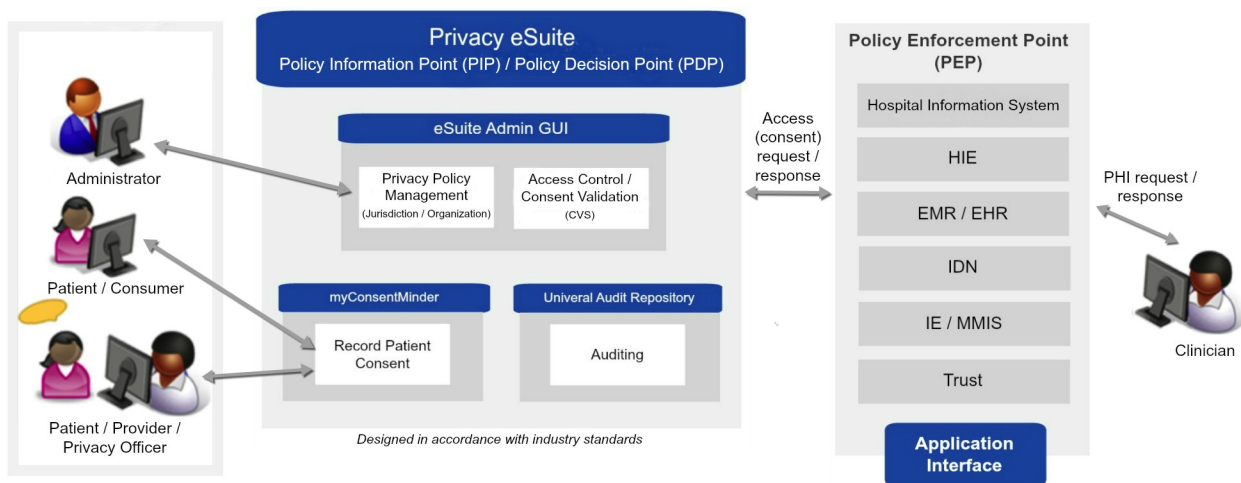 Administrator
Patient / Consumer
Patient / Provider /
Privacy Officer
Privacy eSuite
Policy Information Point (PIP) / Policy Decision Point (PDP)
eSuite Admin GUI
Privacy Policy
Management
(Jurisdiction / Organization)
Access Control /
Consent Validation
(CVS)
myConsentMinder
Record Patient
Consent
Univeral Audit Repository
Auditing
Designed in accordance with industry standards
Access
(consent)
request /
response
Policy Enforcement Point
(PEP)
Hospital Information System
HIE
EMR / EHR
IDN
IE / MMIS
Trust
Application
Interface
PHI request /
response
Clinician